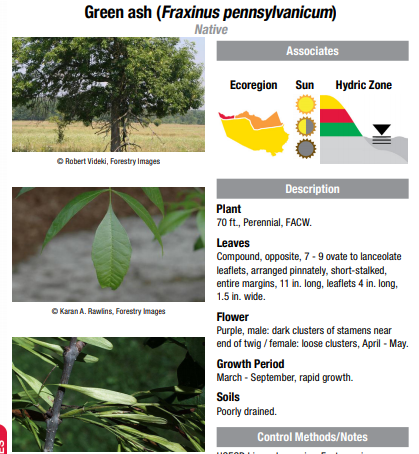 Green ash (Fraxinus pennsylvanicum)
Native
© Robert Videki, Forestry Images
© Karan A. Rawlins, Forestry Images
Associates
Ecoregion Sun Hydric Zone
Description
Plant
70 ft., Perennial, FACW.
Leaves
Compound, opposite, 7 - 9 ovate to lanceolate
leaflets, arranged pinnately, short-stalked,
entire margins, 11 in. long, leaflets 4 in. long,
1.5 in. wide.
Flower
Purple, male: dark clusters of stamens near
end of twig / female: loose clusters, April - May.
Growth Period
March - September, rapid growth.
Soils
Poorly drained.
Control Methods/Notes